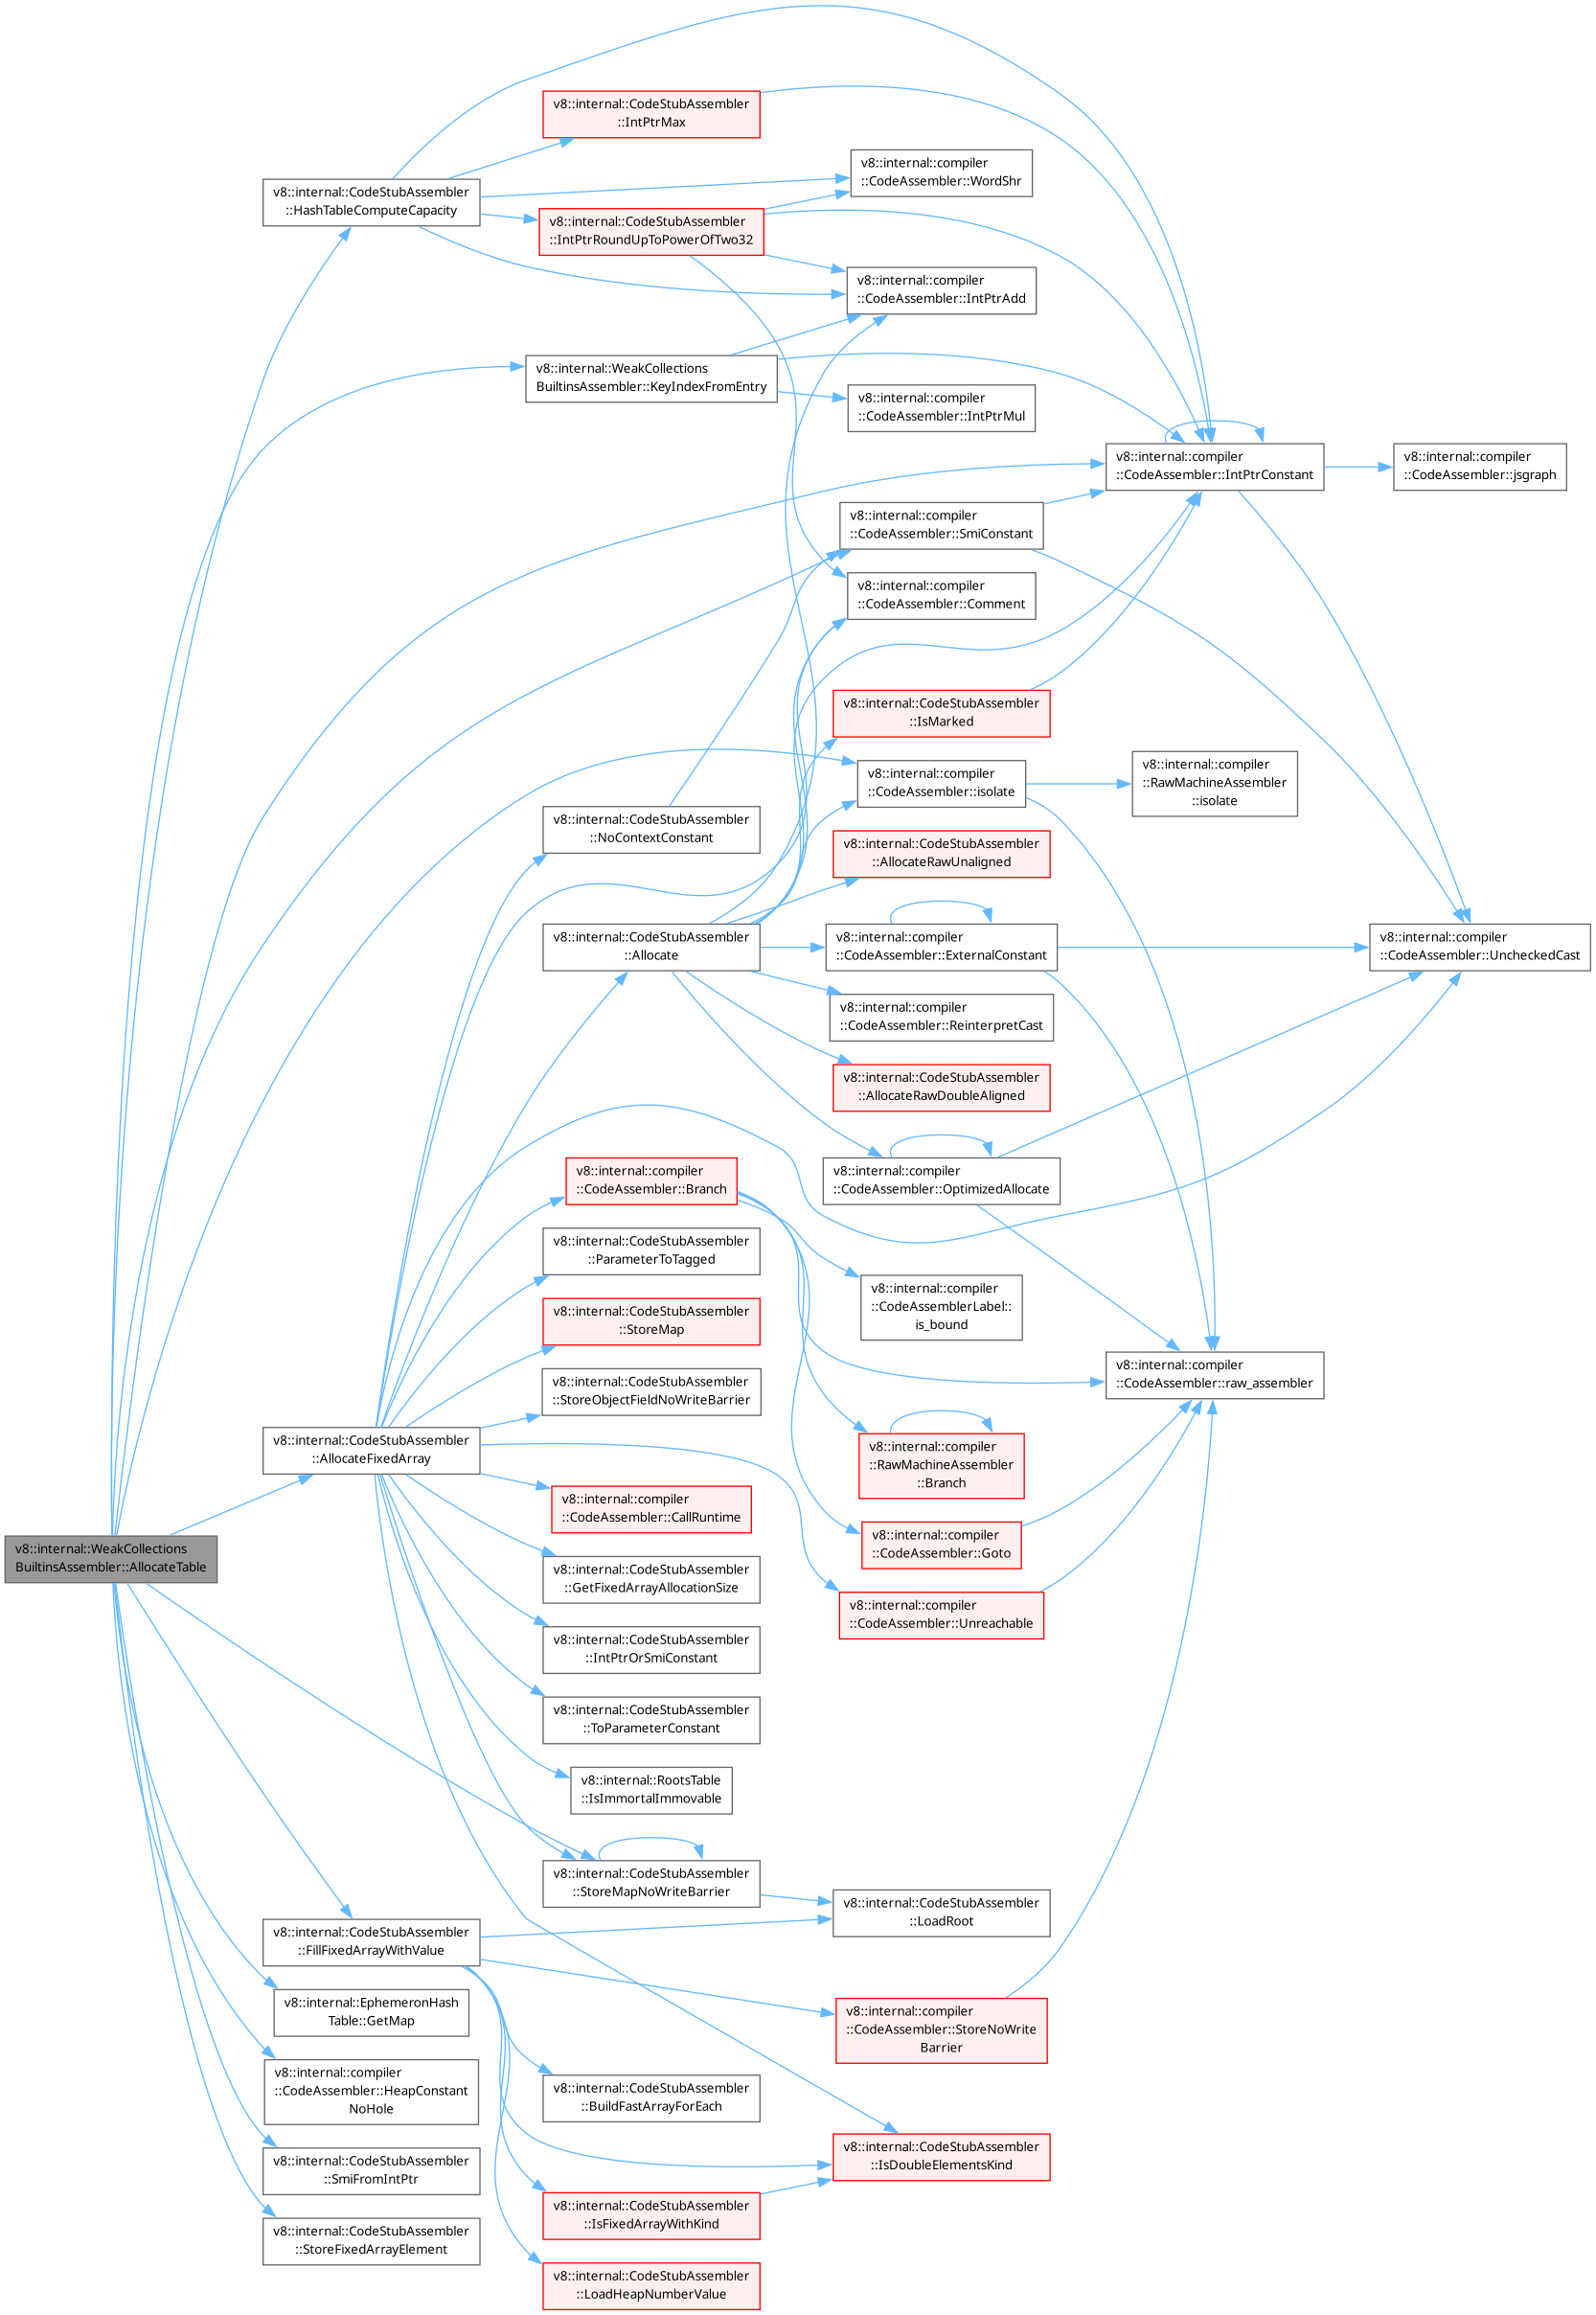 v8::internal::WeakCollections
BuiltinsAssembler::AllocateTable
v8::internal::CodeStubAssembler
::HashTableComputeCapacity
v8::internal::CodeStubAssembler
::AllocateFixedArray
v8::internal::CodeStubAssembler
::FillFixedArrayWithValue
v8::internal::EphemeronHash
Table::GetMap
v8::internal::compiler
::CodeAssembler::HeapConstant
NoHole
v8::internal::CodeStubAssembler
::SmiFromIntPtr
v8::internal::CodeStubAssembler
::StoreFixedArrayElement
v8::internal::CodeStubAssembler
::IntPtrMax
v8::internal::CodeStubAssembler
::IntPtrRoundUpToPowerOfTwo32
v8::internal::WeakCollections
BuiltinsAssembler::KeyIndexFromEntry
v8::internal::CodeStubAssembler
::NoContextConstant
v8::internal::CodeStubAssembler
::Allocate
v8::internal::compiler
::CodeAssembler::Branch
v8::internal::CodeStubAssembler
::ParameterToTagged
v8::internal::CodeStubAssembler
::StoreMap
v8::internal::CodeStubAssembler
::StoreObjectFieldNoWriteBarrier
v8::internal::compiler
::CodeAssembler::CallRuntime
v8::internal::CodeStubAssembler
::GetFixedArrayAllocationSize
v8::internal::CodeStubAssembler
::IntPtrOrSmiConstant
v8::internal::CodeStubAssembler
::ToParameterConstant
v8::internal::RootsTable
::IsImmortalImmovable
v8::internal::CodeStubAssembler
::StoreMapNoWriteBarrier
v8::internal::CodeStubAssembler
::BuildFastArrayForEach
v8::internal::CodeStubAssembler
::IsFixedArrayWithKind
v8::internal::CodeStubAssembler
::LoadHeapNumberValue
v8::internal::compiler
::CodeAssembler::WordShr
v8::internal::compiler
::CodeAssembler::IntPtrAdd
v8::internal::compiler
::CodeAssembler::IntPtrMul
v8::internal::compiler
::CodeAssembler::SmiConstant
v8::internal::compiler
::CodeAssembler::Comment
v8::internal::CodeStubAssembler
::IsMarked
v8::internal::compiler
::CodeAssembler::isolate
v8::internal::CodeStubAssembler
::AllocateRawUnaligned
v8::internal::compiler
::CodeAssembler::ExternalConstant
v8::internal::compiler
::CodeAssembler::ReinterpretCast
v8::internal::CodeStubAssembler
::AllocateRawDoubleAligned
v8::internal::compiler
::CodeAssembler::OptimizedAllocate
v8::internal::compiler
::CodeAssemblerLabel::
is_bound
v8::internal::compiler
::RawMachineAssembler
::Branch
v8::internal::compiler
::CodeAssembler::Goto
v8::internal::compiler
::CodeAssembler::Unreachable
v8::internal::CodeStubAssembler
::LoadRoot
v8::internal::compiler
::CodeAssembler::StoreNoWrite
Barrier
v8::internal::CodeStubAssembler
::IsDoubleElementsKind
v8::internal::compiler
::CodeAssembler::IntPtrConstant
v8::internal::compiler
::RawMachineAssembler
::isolate
v8::internal::compiler
::CodeAssembler::raw_assembler
v8::internal::compiler
::CodeAssembler::jsgraph
v8::internal::compiler
::CodeAssembler::UncheckedCast